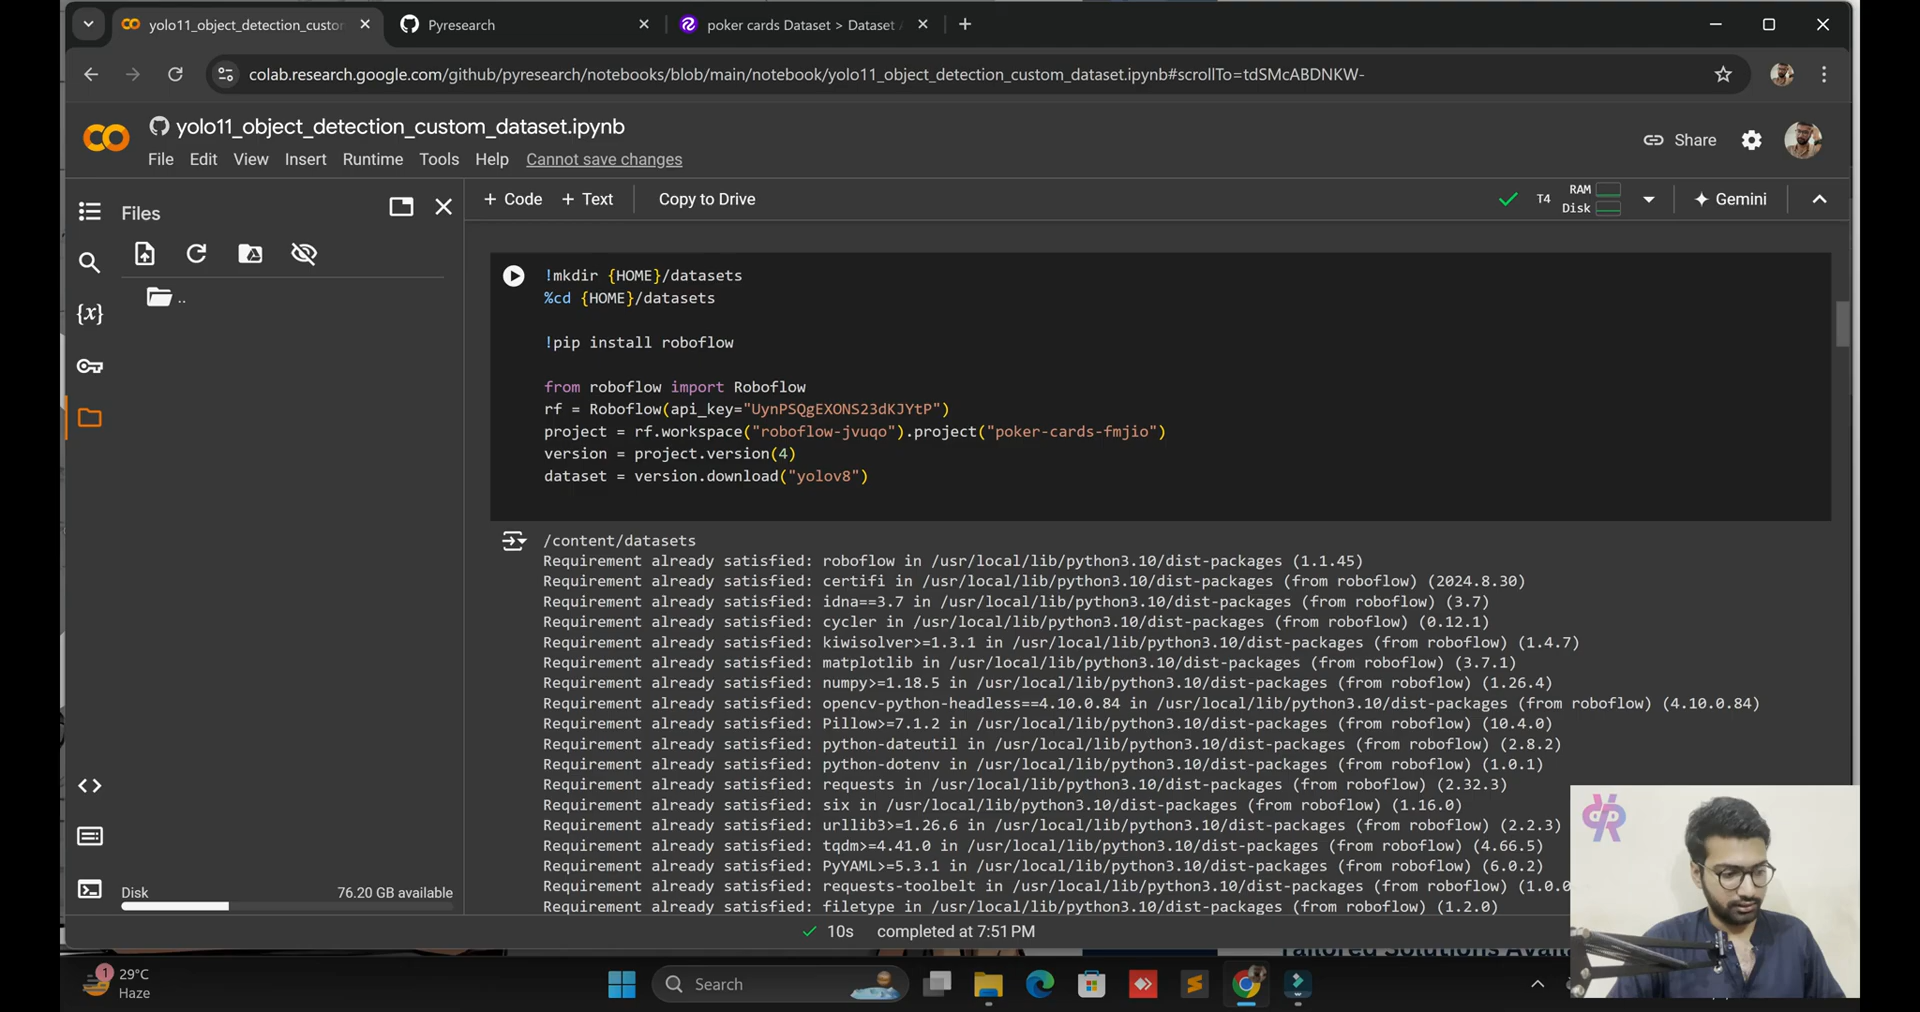 yolo11_object_detection_custo
Pyresearch
poker cards Dataset > Dataset
colab.research.google.com/github/pyresearch/notebooks/blob/main/notebook/yolo11_object_detection_custom_dataset.ipynb#scrollTo=tdSMcABDNKW-
yolo11_object_detection_custom_dataset.ipynb
Share
File Edit View Insert Runtime Tools Help Cannot save changes
Files
+ Code + Text Copy to Drive
T4 RAM
Disk
Gemini
{x}
..
!mkdir {HOME}/datasets
%cd {HOME}/datasets
!pip install roboflow
from roboflow import Roboflow
rf = Roboflow(api_key="UynPSQgEXONS23dKJYtP")
project = rf.workspace("roboflow-jvuqo").project("poker-cards-fmjio")
version = project.version(4)
dataset = version.download("yolov8")
/content/datasets
Requirement already satisfied: roboflow in /usr/local/lib/python3.10/dist-packages (1.1.45)
Requirement already satisfied: certifi in /usr/local/lib/python3.10/dist-packages (from roboflow) (2024.8.30)
Requirement already satisfied: idna==3.7 in /usr/local/lib/python3.10/dist-packages (from roboflow) (3.7)
Requirement already satisfied: cycler in /usr/local/lib/python3.10/dist-packages (from roboflow) (0.12.1)
Requirement already satisfied: kiwisolver>=1.3.1 in /usr/local/lib/python3.10/dist-packages (from roboflow) (1.4.7)
Requirement already satisfied: matplotlib in /usr/local/lib/python3.10/dist-packages (from roboflow) (3.7.1)
Requirement already satisfied: numpy>=1.18.5 in /usr/local/lib/python3.10/dist-packages (from roboflow) (1.26.4)
Requirement already satisfied: opencv-python-headless==4.10.0.84 in /usr/local/lib/python3.10/dist-packages (from roboflow) (4.10.0.84)
Requirement already satisfied: Pillow>=7.1.2 in /usr/local/lib/python3.10/dist-packages (from roboflow) (10.4.0)
Requirement already satisfied: python-dateutil in /usr/local/lib/python3.10/dist-packages (from roboflow) (2.8.2)
Requirement already satisfied: python-dotenv in /usr/local/lib/python3.10/dist-packages (from roboflow) (1.0.1)
Requirement already satisfied: requests in /usr/local/lib/python3.10/dist-packages (from roboflow) (2.32.3)
Requirement already satisfied: six in /usr/local/lib/python3.10/dist-packages (from roboflow) (1.16.0)
Requirement already satisfied: urllib3>=1.26.6 in /usr/local/lib/python3.10/dist-packages (from roboflow) (2.2.3)
Requirement already satisfied: tqdm>=4.41.0 in /usr/local/lib/python3.10/dist-packages (from roboflow) (4.66.5)
Requirement already satisfied: PyYAML>=5.3.1 in /usr/local/lib/python3.10/dist-packages (from roboflow) (6.0.2)
Requirement already satisfied: requests-toolbelt in /usr/local/lib/python3.10/dist-packages (from roboflow) (1.0.0
Requirement already satisfied: filetype in /usr/local/lib/python3.10/dist-packages (from roboflow) (1.2.0)
Disk 76.20 GB available
10s completed at 7:51 PM
1
29°C
Haze
Search